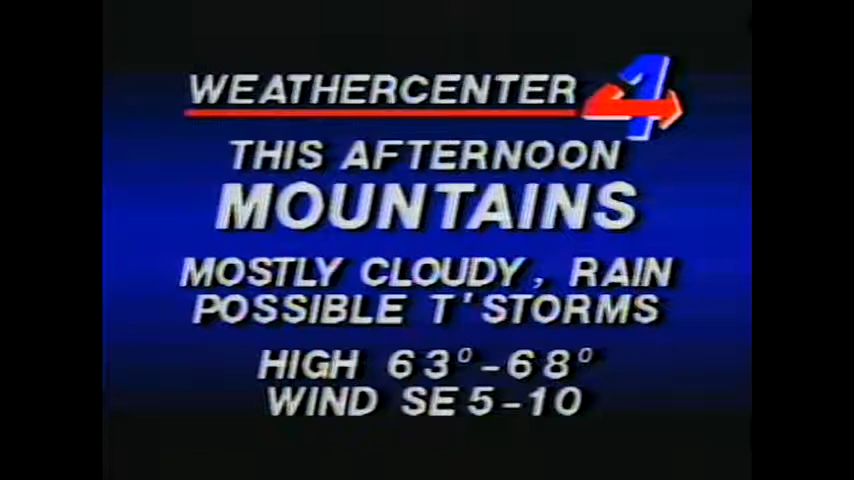 WEATHERCENTER 4
THIS AFTERNOON
MOUNTAINS
MOSTLY CLOUDY, RAIN
POSSIBLE T'STORMS
HIGH 63°-68°
WIND SE 5-10